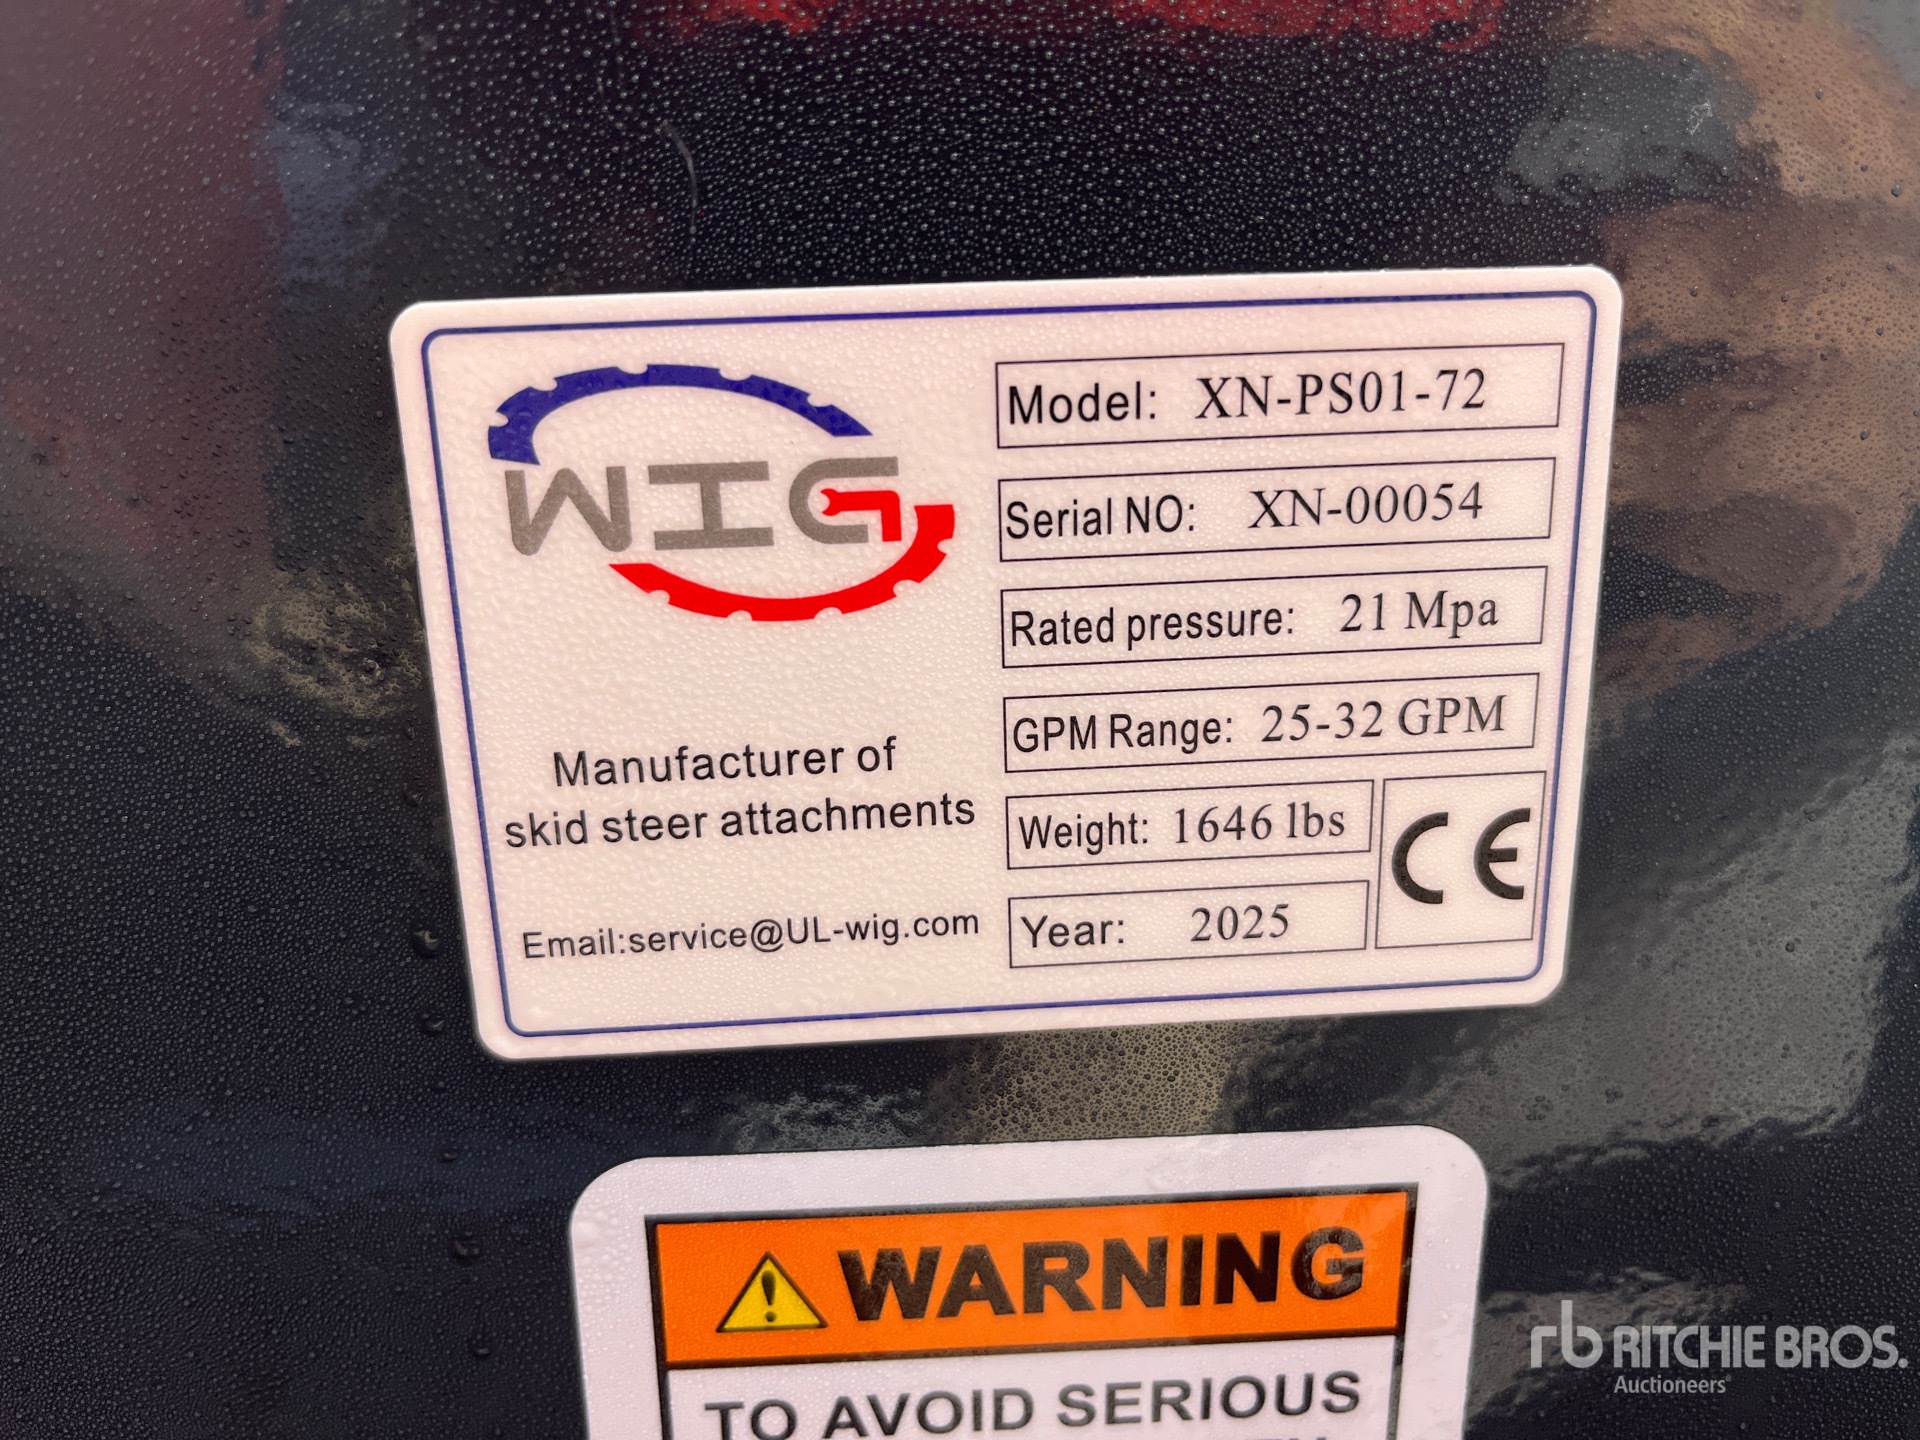 WIG
Manufacturer of
skid steer attachments
Email:service@UL-wig.com
Model: XN-PS01-72
Serial NO: XN-00054
Rated pressure: 21 Mpa
GPM Range: 25-32 GPM
Weight: 1646 lbs
Year: 2025
CE
WARNING
TO AVOID SERIOUS
rb RITCHIE BROS.
Auctioneers